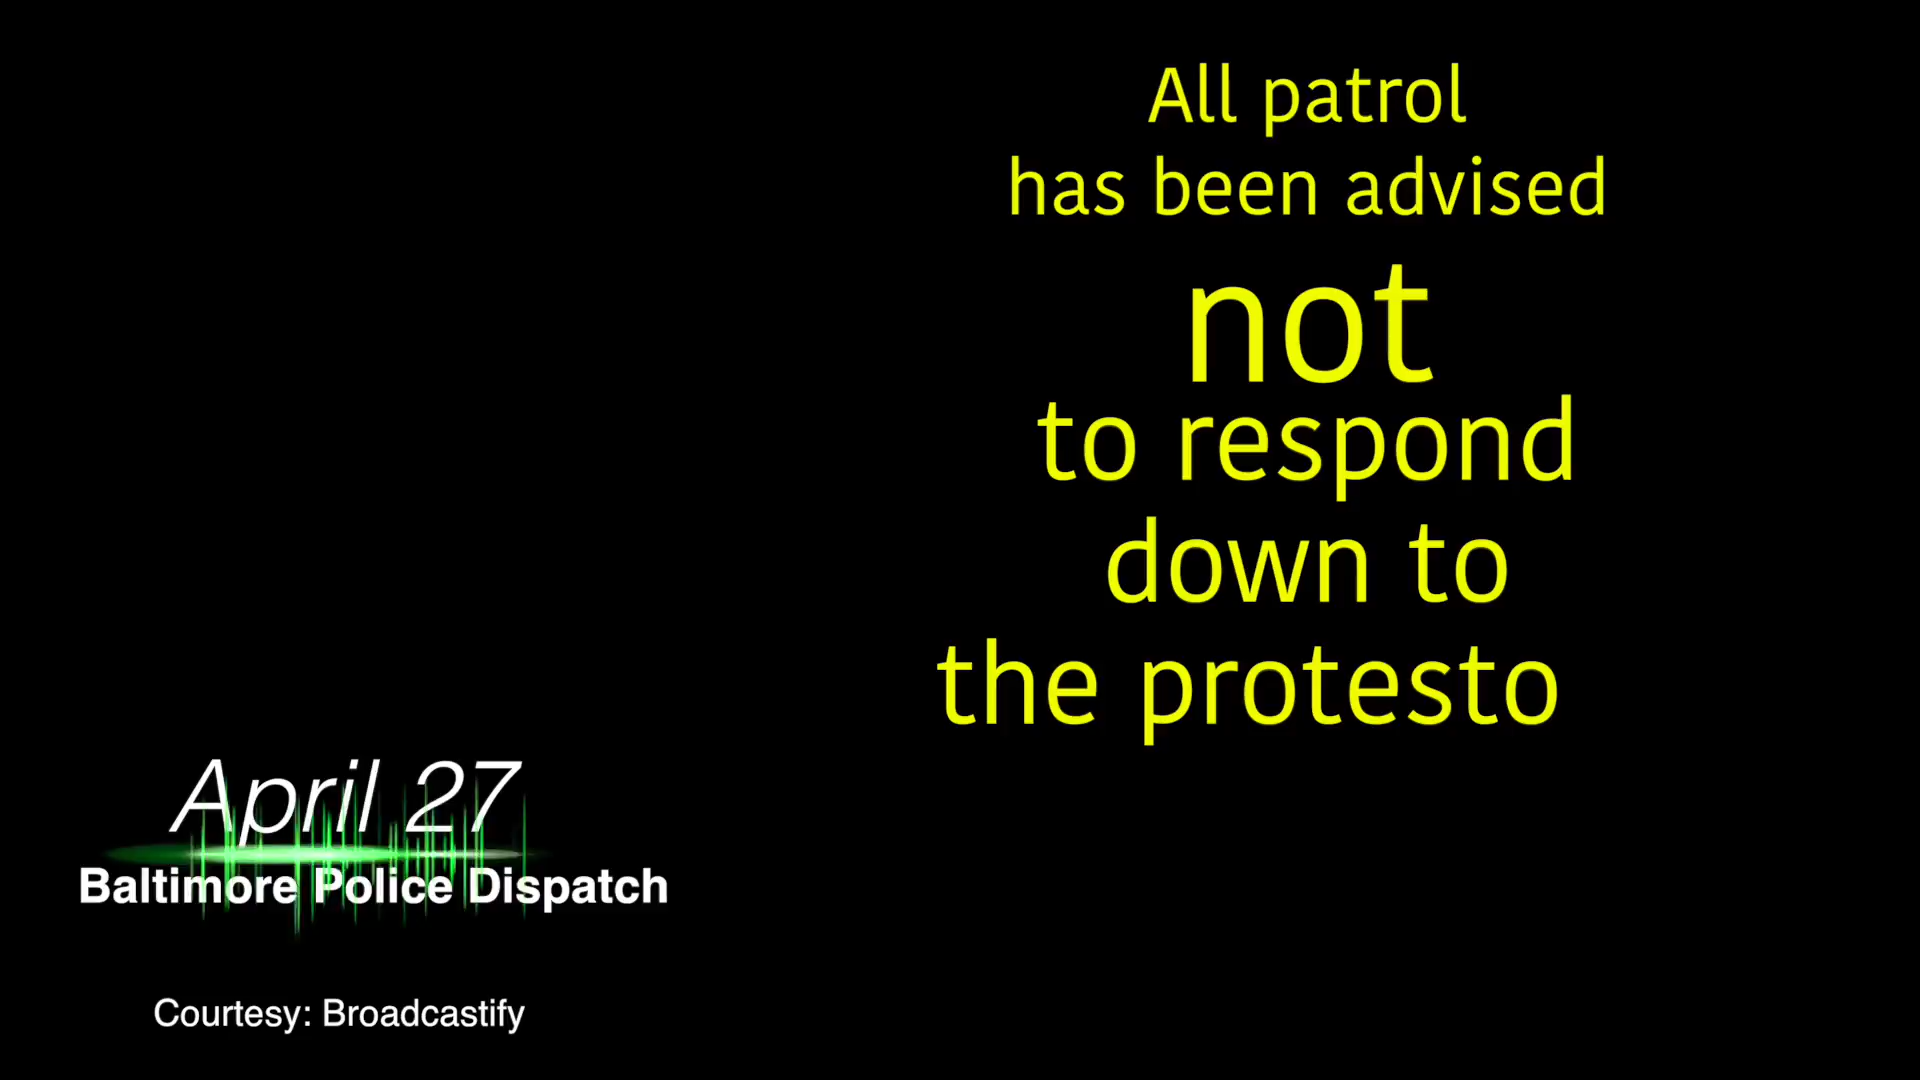 All patrol
has been advised
not
to respond
down to
the protesto
April 27
Baltimore Police Dispatch
Courtesy: Broadcastify